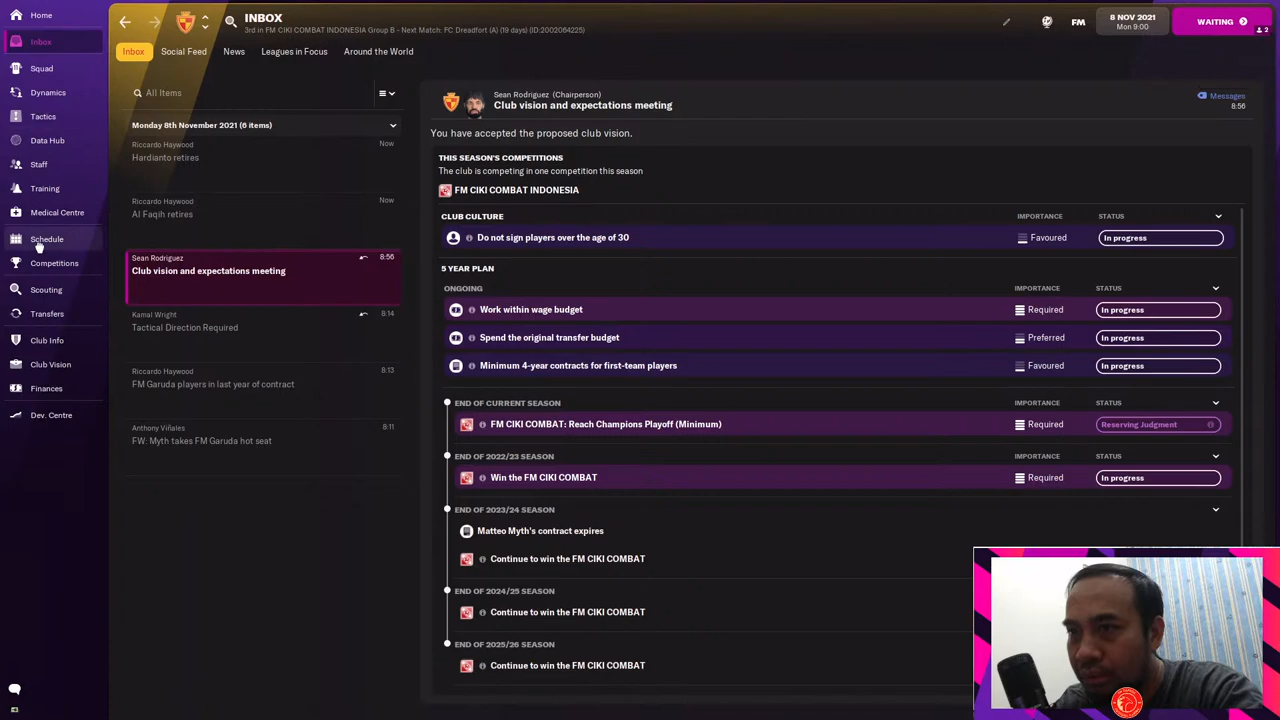 Home
Inbox
Squad
Dynamics
Tactics
Data Hub
Staff
Training
Medical Centre
Schedule
Competitions
Scouting
Transfers
Club Info
Club Vision
Finances
Dev. Centre
INBOX
3rd in FM CIKI COMBAT INDONESIA Group B - Next Match: FC Dreadfort (A) (19 days) (ID:2002064225)
FM
8 NOV 2021
Mon 9:00
WAITING
2
Inbox
Social Feed
News
Leagues in Focus
Around the World
All Items
Monday 8th November 2021 (6 items)
Riccardo Haywood
Now
Hardianto retires
Riccardo Haywood
Now
Al Faqih retires
Sean Rodriguez
8:56
Club vision and expectations meeting
Kamal Wright
8:14
Tactical Direction Required
Riccardo Haywood
8:13
FM Garuda players in last year of contract
Anthony Viñales
8:11
FW: Myth takes FM Garuda hot seat
Sean Rodriguez (Chairperson)
Club vision and expectations meeting
Messages
8:56
You have accepted the proposed club vision.
THIS SEASON'S COMPETITIONS
The club is competing in one competition this season
FM CIKI COMBAT INDONESIA
CLUB CULTURE
IMPORTANCE
STATUS
Do not sign players over the age of 30
Favoured
In progress
5 YEAR PLAN
ONGOING
IMPORTANCE
STATUS
Work within wage budget
Required
In progress
Spend the original transfer budget
Preferred
In progress
Minimum 4-year contracts for first-team players
Favoured
In progress
END OF CURRENT SEASON
IMPORTANCE
STATUS
FM CIKI COMBAT: Reach Champions Playoff (Minimum)
Required
Reserving Judgment
END OF 2022/23 SEASON
IMPORTANCE
STATUS
Win the FM CIKI COMBAT
Required
In progress
END OF 2023/24 SEASON
Matteo Myth's contract expires
Continue to win the FM CIKI COMBAT
END OF 2024/25 SEASON
Continue to win the FM CIKI COMBAT
END OF 2025/26 SEASON
Continue to win the FM CIKI COMBAT